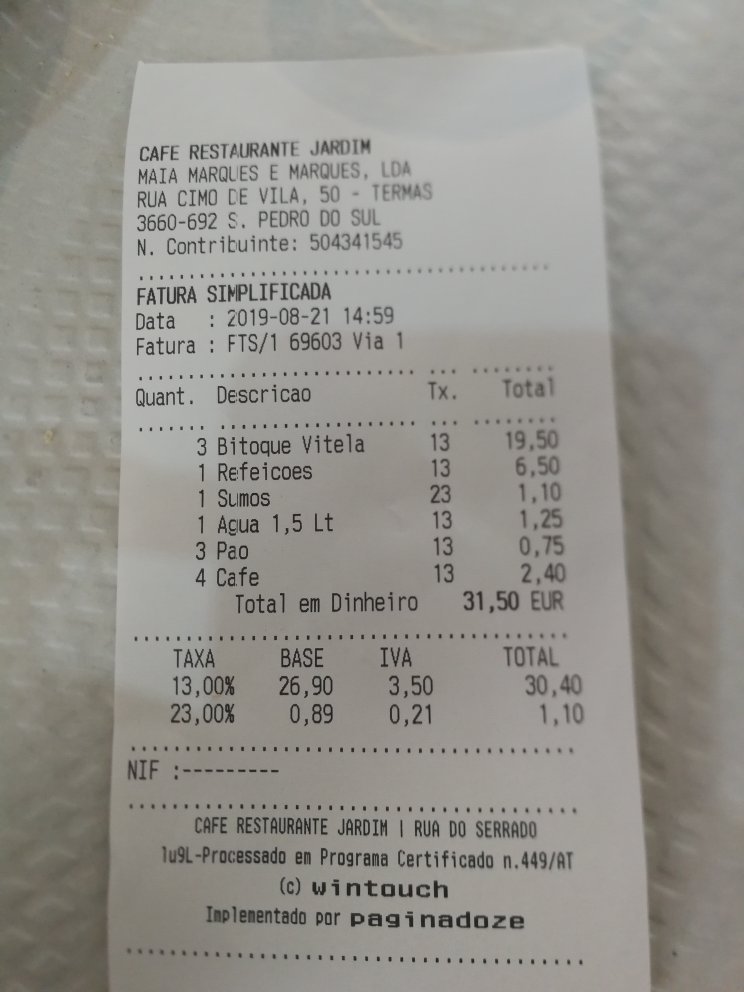 CAFE RESTAURANTE JARDIM
MAIA MARQUES E MARQUES, LDA
RUA CIMO DE VILA, 50 - TERMAS
3660-692 S. PEDRO DO SUL
N. Contribuinte: 504341545
FATURA SIMPLIFICADA
Data : 2019-08-21 14:59
Fatura : FTS/1 69603 Via 1
Quant. Descricao Tx. Total
3 Bitoque Vitela 13 19,50
1 Refeicoes 13 6,50
1 Sumos 23 1,10
1 Agua 1,5 Lt 13 1,25
3 Pao 13 0,75
4 Cafe 13 2,40
Total em Dinheiro 31,50 EUR
TAXA BASE IVA TOTAL
13,00% 26,90 3,50 30,40
23,00% 0,89 0,21 1,10
NIF :---------
CAFE RESTAURANTE JARDIM | RUA DO SERRADO
1u9L-Processado em Programa Certificado n.449/AT
(c) wintouch
Implementado por paginadoze